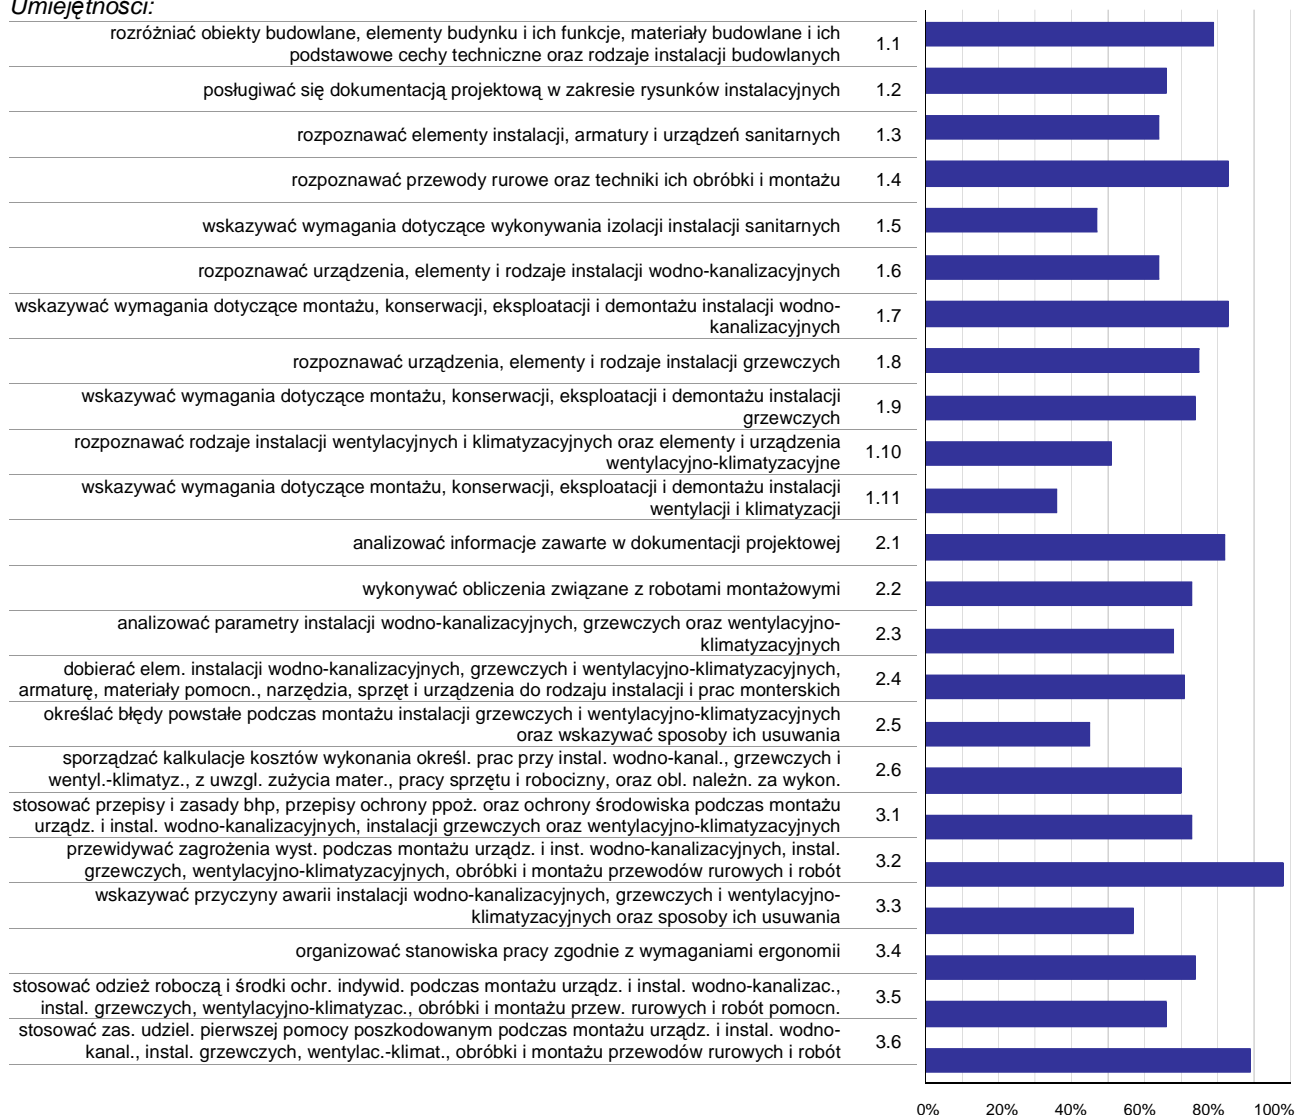 Umiejętności:
rozróżniać obiekty budowlane, elementy budynku i ich funkcje, materiały budowlane i ich
podstawowe cechy techniczne oraz rodzaje instalacji budowlanych
1.1
posługiwać się dokumentacją projektową w zakresie rysunków instalacyjnych 1.2
rozpoznawać elementy instalacji, armatury i urządzeń sanitarnych 1.3
rozpoznawać przewody rurowe oraz techniki ich obróbki i montażu 1.4
wskazywać wymagania dotyczące wykonywania izolacji instalacji sanitarnych 1.5
rozpoznawać urządzenia, elementy i rodzaje instalacji wodno-kanalizacyjnych 1.6
wskazywać wymagania dotyczące montażu, konserwacji, eksploatacji i demontażu instalacji wodno-
kanalizacyjnych
1.7
rozpoznawać urządzenia, elementy i rodzaje instalacji grzewczych 1.8
wskazywać wymagania dotyczące montażu, konserwacji, eksploatacji i demontażu instalacji
grzewczych
1.9
rozpoznawać rodzaje instalacji wentylacyjnych i klimatyzacyjnych oraz elementy i urządzenia
wentylacyjno-klimatyzacyjne
1.10
wskazywać wymagania dotyczące montażu, konserwacji, eksploatacji i demontażu instalacji
wentylacji i klimatyzacji
1.11
analizować informacje zawarte w dokumentacji projektowej 2.1
wykonywać obliczenia związane z robotami montażowymi 2.2
analizować parametry instalacji wodno-kanalizacyjnych, grzewczych oraz wentylacyjno-
klimatyzacyjnych
2.3
dobierać elem. instalacji wodno-kanalizacyjnych, grzewczych i wentylacyjno-klimatyzacyjnych,
armaturę, materiały pomocn., narzędzia, sprzęt i urządzenia do rodzaju instalacji i prac monterskich
2.4
określać błędy powstałe podczas montażu instalacji grzewczych i wentylacyjno-klimatyzacyjnych
oraz wskazywać sposoby ich usuwania
2.5
sporządzać kalkulacje kosztów wykonania określ. prac przy instal. wodno-kanal., grzewczych i
wentyl.-klimatyz., z uwzgl. zużycia mater., pracy sprzętu i robocizny, oraz obl. należn. za wykon.
2.6
stosować przepisy i zasady bhp, przepisy ochrony ppoż. oraz ochrony środowiska podczas montażu
urządz. i instal. wodno-kanalizacyjnych, instalacji grzewczych oraz wentylacyjno-klimatyzacyjnych
3.1
przewidywać zagrożenia wyst. podczas montażu urządz. i inst. wodno-kanalizacyjnych, instal.
grzewczych, wentylacyjno-klimatyzacyjnych, obróbki i montażu przewodów rurowych i robót
3.2
wskazywać przyczyny awarii instalacji wodno-kanalizacyjnych, grzewczych i wentylacyjno-
klimatyzacyjnych oraz sposoby ich usuwania
3.3
organizować stanowiska pracy zgodnie z wymaganiami ergonomii 3.4
stosować odzież roboczą i środki ochr. indywid. podczas montażu urządz. i instal. wodno-kanalizac.,
instal. grzewczych, wentylacyjno-klimatyzac., obróbki i montażu przew. rurowych i robót pomocn.
3.5
stosować zas. udziel. pierwszej pomocy poszkodowanym podczas montażu urządz. i instal. wodno-
kanal., instal. grzewczych, wentylac.-klimat., obróbki i montażu przewodów rurowych i robót
3.6
0% 20% 40% 60% 80% 100%